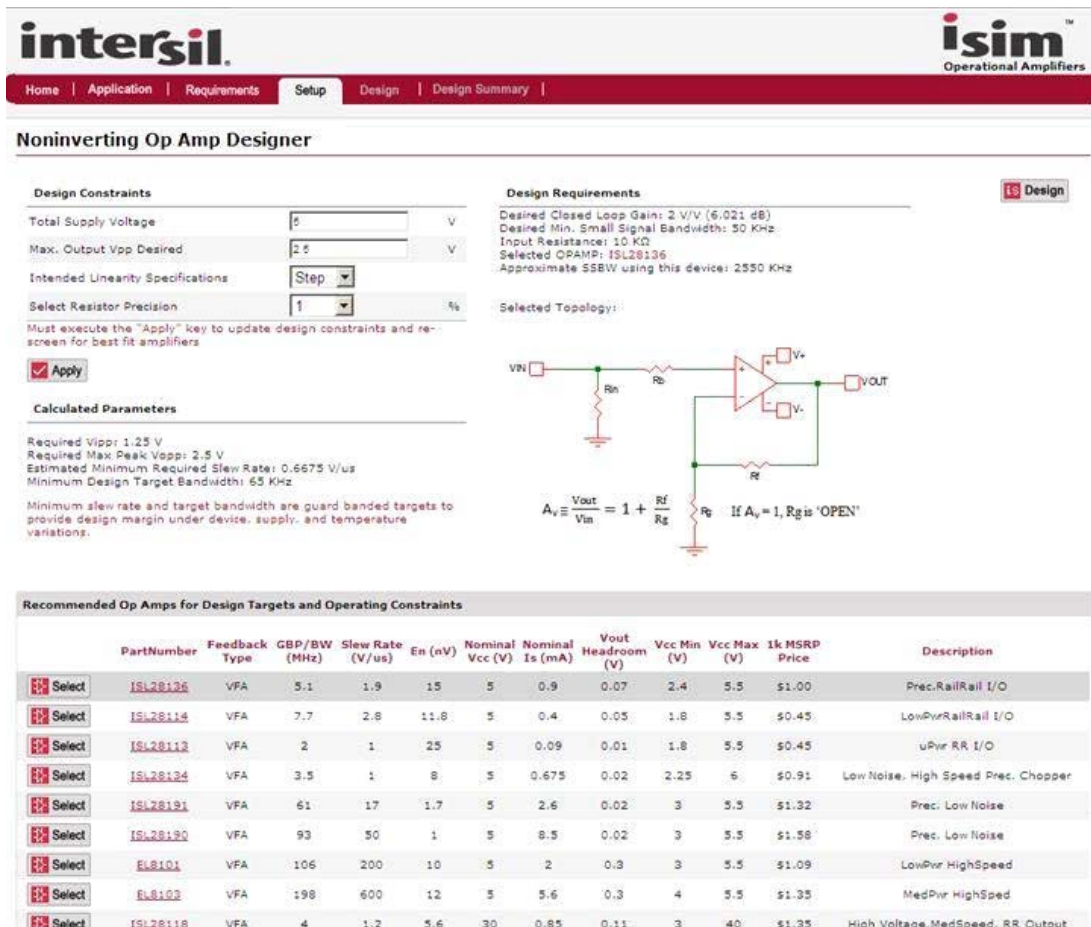 intersil
isim™
Operational Amplifiers
Home | Application | Requirements Setup Design | Design Summary |
Noninverting Op Amp Designer
Design Constraints
Total Supply Voltage 5 V
Max. Output Vpp Desired 2.5 V
Intended Linearity Specifications Step
Select Resistor Precision 1 %
Must execute the "Apply" key to update design constraints and re-
screen for best fit amplifiers
Apply
Calculated Parameters
Required Vipp: 1.25 V
Required Max Peak Vopp: 2.5 V
Estimated Minimum Required Slew Rate: 0.6675 V/us
Minimum Design Target Bandwidth: 65 KHz
Minimum slew rate and target bandwidth are guard banded targets to
provide design margin under device, supply, and temperature
variations.
Design Requirements
is Design
Desired Closed Loop Gain: 2 V/V (6.021 dB)
Desired Min. Small Signal Bandwidth: 50 KHz
Input Resistance: 10 KΩ
Selected OPAMP: ISL28136
Approximate SSBW using this device: 2550 KHz
Selected Topology:
VIN Rin Rb + - V+ V- VOUT
Rf
Rg
Av ≡ Vout/Vin = 1 + Rf/Rg If Av = 1, Rg is 'OPEN'
Recommended Op Amps for Design Targets and Operating Constraints
PartNumber Feedback Type GBP/BW (MHz) Slew Rate (V/us) En (nV) Nominal Vcc (V) Nominal Is (mA) Vout Headroom (V) Vcc Min (V) Vcc Max (V) 1k MSRP Price Description
Select ISL28136 VFA 5.1 1.9 15 5 0.9 0.07 2.4 5.5 $1.00 Prec.RailRail I/O
Select ISL28114 VFA 7.7 2.8 11.8 5 0.4 0.05 1.8 5.5 $0.45 LowPwrRailRail I/O
Select ISL28113 VFA 2 1 25 5 0.09 0.01 1.8 5.5 $0.45 uPwr RR I/O
Select ISL28134 VFA 3.5 1 8 5 0.675 0.02 2.25 6 $0.91 Low Noise, High Speed Prec. Chopper
Select ISL28191 VFA 61 17 1.7 5 2.6 0.02 3 5.5 $1.32 Prec. Low Noise
Select ISL28190 VFA 93 50 1 5 8.5 0.02 3 5.5 $1.58 Prec. Low Noise
Select EL8101 VFA 106 200 10 5 2 0.3 3 5.5 $1.09 LowPwr HighSpeed
Select EL8103 VFA 198 600 12 5 5.6 0.3 4 5.5 $1.35 MedPwr HighSped
Select ISL28118 VFA 4 1.2 5.6 30 0.85 0.11 3 40 $1.35 High Voltage,MedSpeed, RR Output